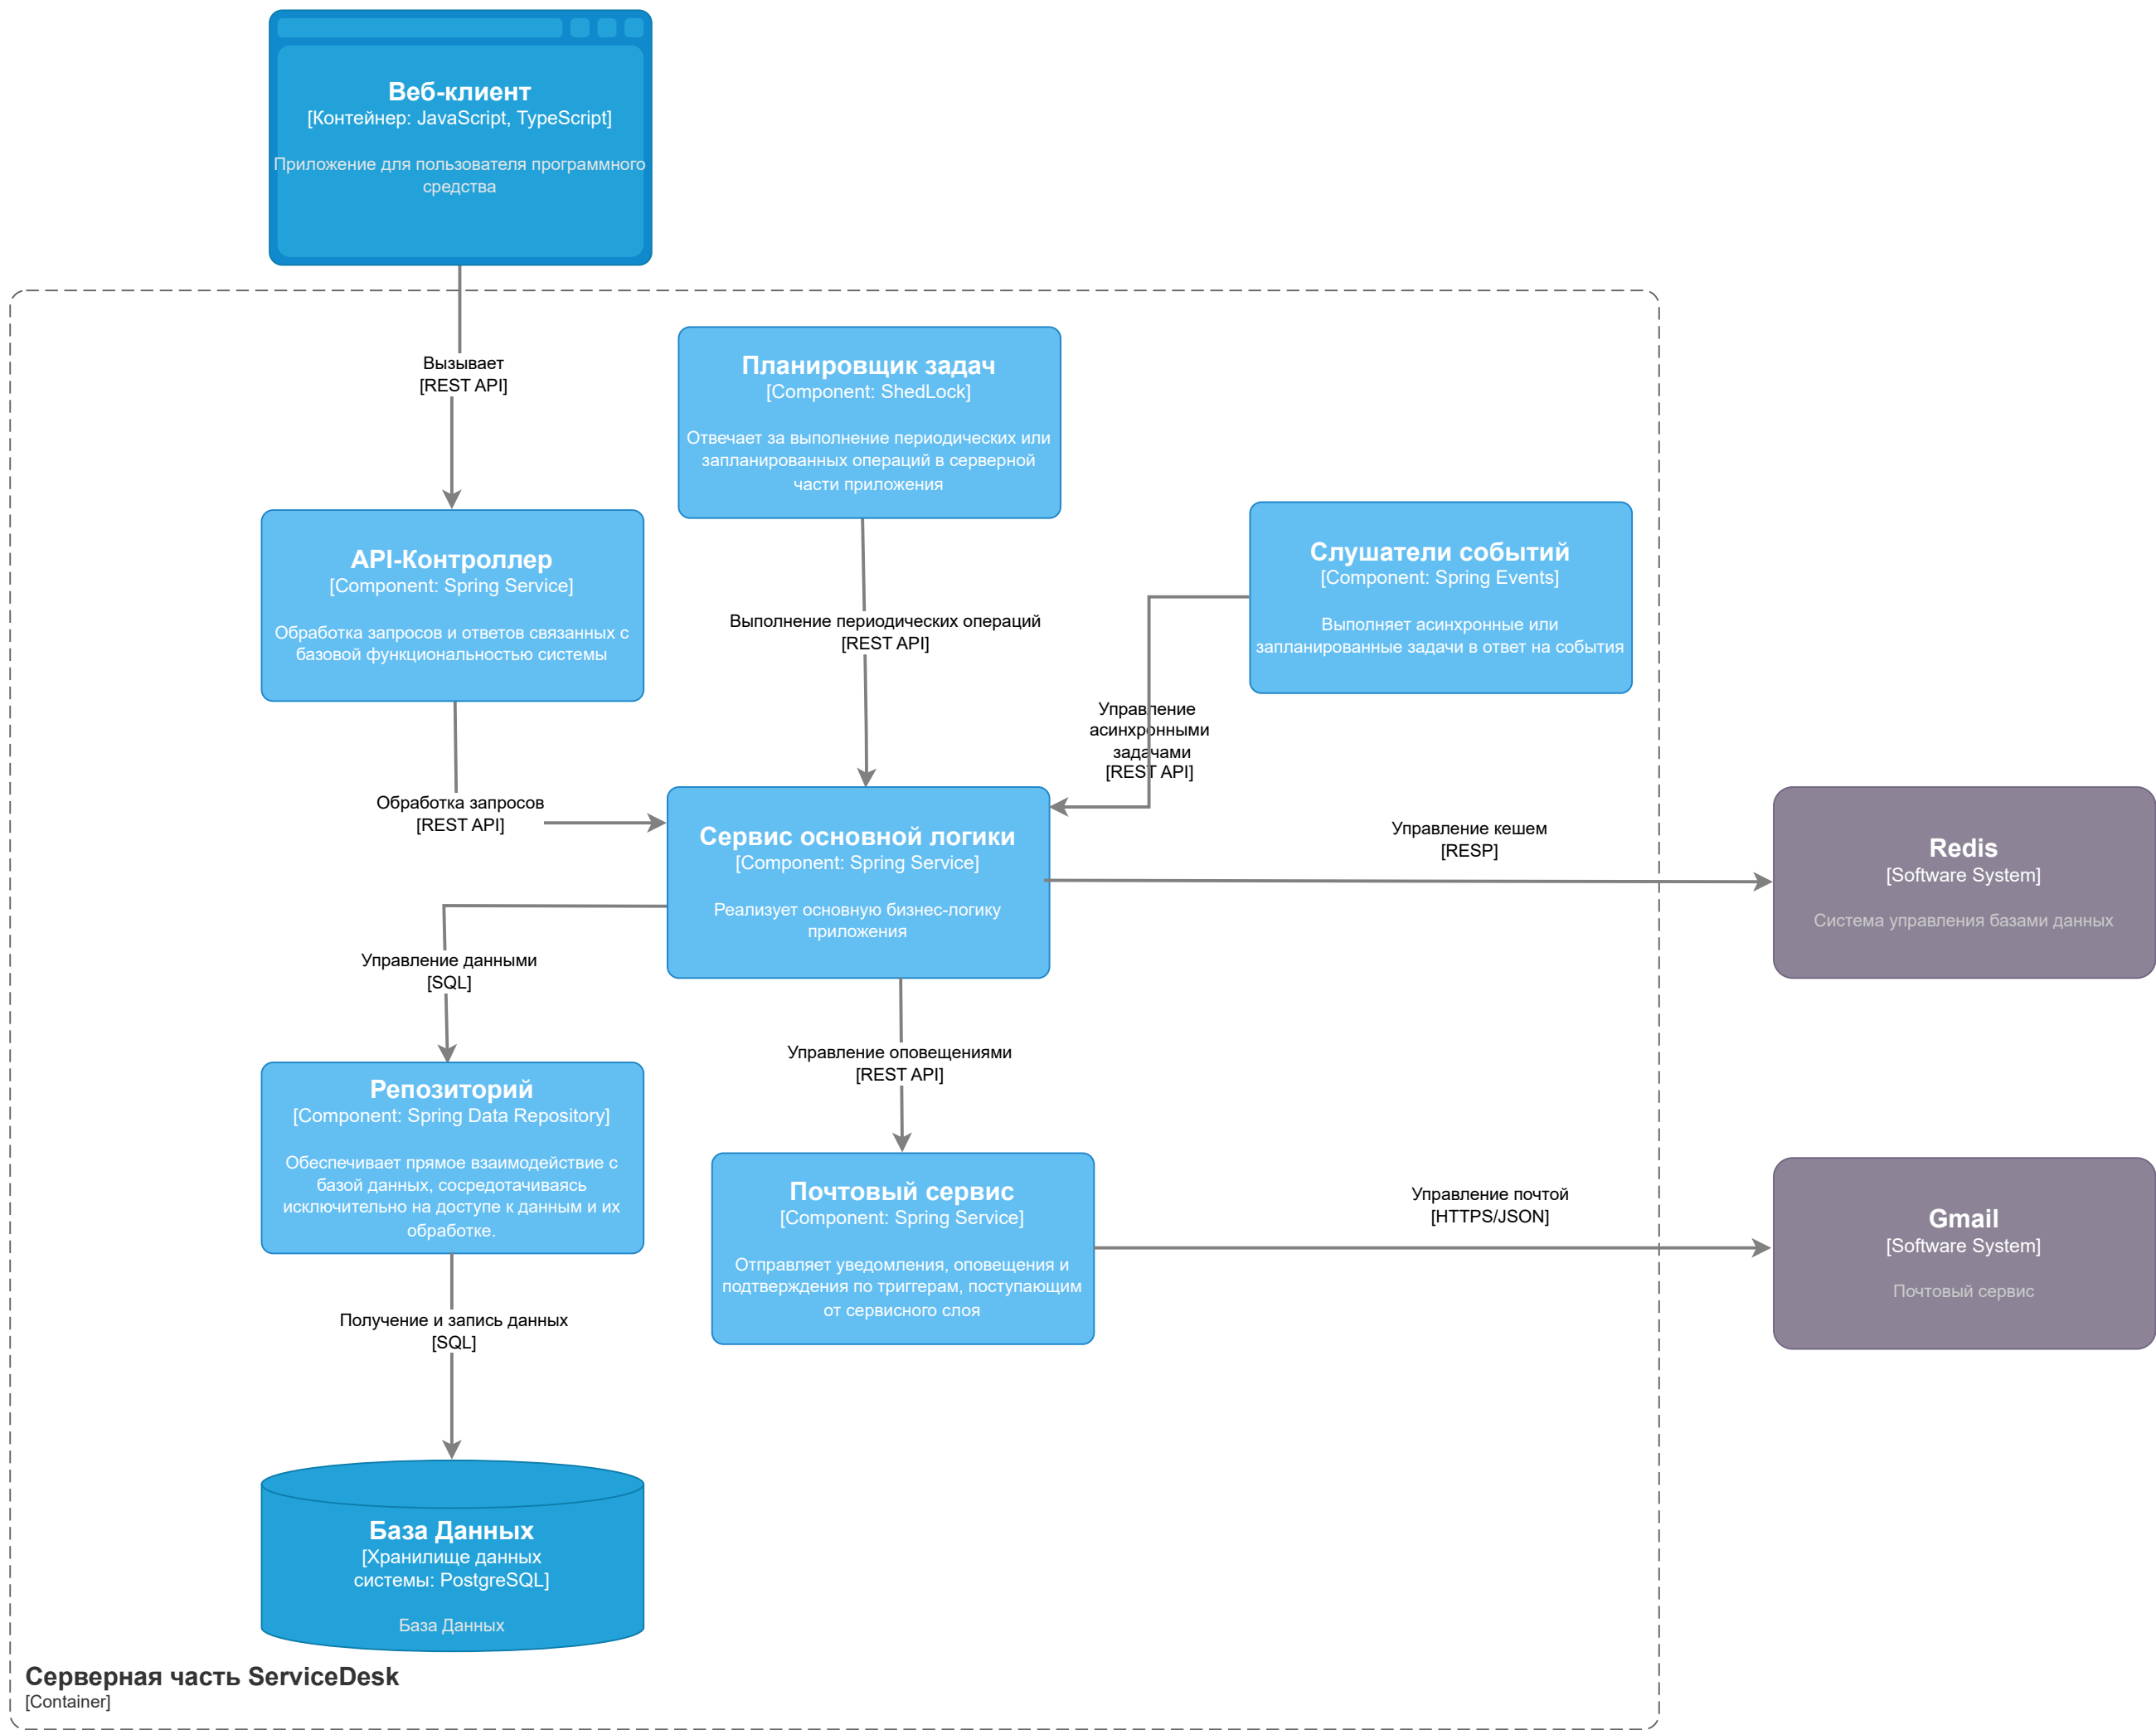 Веб-клиент
[Контейнер: JavaScript, TypeScript]
Приложение для пользователя программного
средства
Вызывает
[REST API]
Планировщик задач
[Component: ShedLock]
Отвечает за выполнение периодических или
запланированных операций в серверной
части приложения
API-Контроллер
[Component: Spring Service]
Обработка запросов и ответов связанных с
базовой функциональностью системы
Слушатели событий
[Component: Spring Events]
Выполняет асинхронные или
запланированные задачи в ответ на события
Выполнение периодических операций
[REST API]
Управление
асинхронными
задачами
[REST API]
Обработка запросов
[REST API]
Сервис основной логики
[Component: Spring Service]
Реализует основную бизнес-логику
приложения
Управление кешем
[RESP]
Redis
[Software System]
Система управления базами данных
Управление данными
[SQL]
Управление оповещениями
[REST API]
Репозиторий
[Component: Spring Data Repository]
Обеспечивает прямое взаимодействие с
базой данных, сосредотачиваясь
исключительно на доступе к данным и их
обработке.
Почтовый сервис
[Component: Spring Service]
Отправляет уведомления, оповещения и
подтверждения по триггерам, поступающим
от сервисного слоя
Управление почтой
[HTTPS/JSON]
Gmail
[Software System]
Почтовый сервис
Получение и запись данных
[SQL]
База Данных
[Хранилище данных
системы: PostgreSQL]
База Данных
Серверная часть ServiceDesk
[Container]